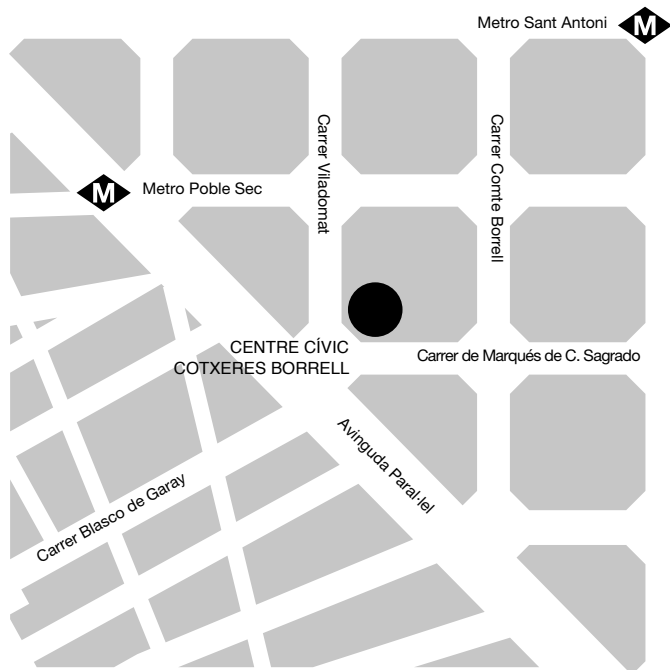 Metro Sant Antoni
M
M
Metro Poble Sec
Carrer Viladomat
Carrer Comte Borrell
CENTRE CÍVIC
COTXERES BORRELL
Carrer de Marqués de C. Sagrado
Avinguda Paral·lel
Carrer Blasco de Garay